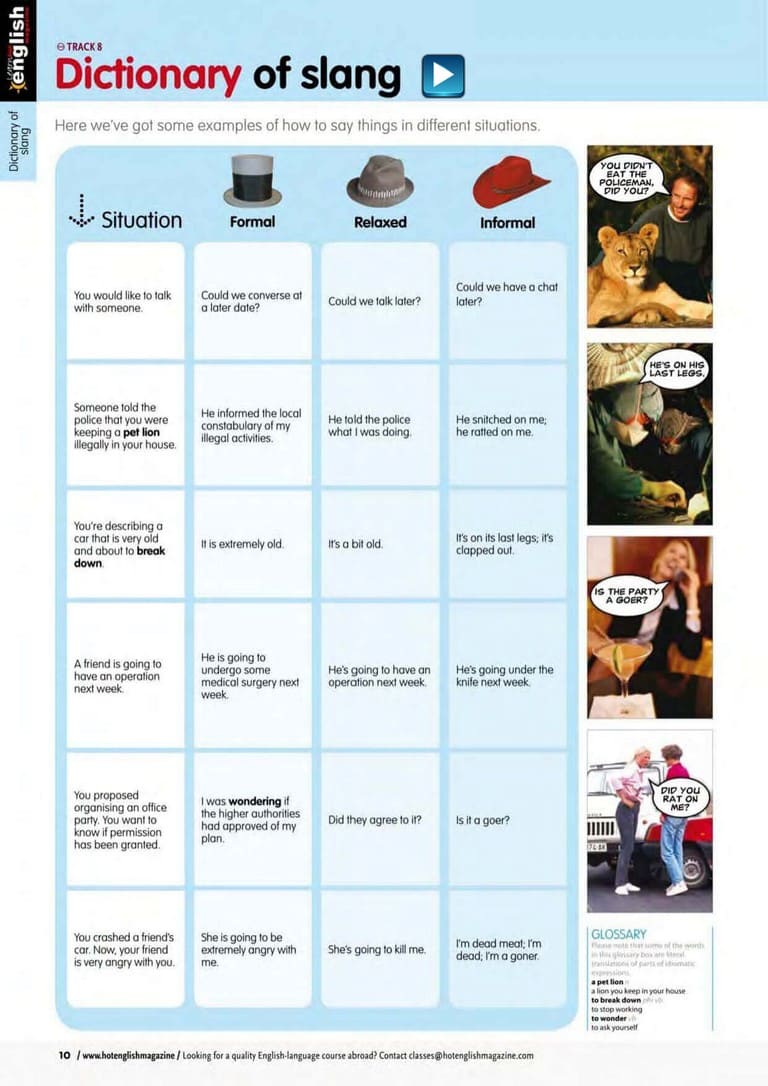 Learn hot
english
magazine
Dictionary of
slang
TRACK 8
Dictionary of slang
Here we've got some examples of how to say things in different situations.
Situation
Formal
Relaxed
Informal
You would like to talk
with someone.
Could we converse at
a later date?
Could we talk later?
Could we have a chat
later?
Someone told the
police that you were
keeping a pet lion
illegally in your house.
He informed the local
constabulary of my
illegal activities.
He told the police
what I was doing.
He snitched on me;
he ratted on me.
You're describing a
car that is very old
and about to break
down.
It is extremely old.
It's a bit old.
It's on its last legs; it's
clapped out.
A friend is going to
have an operation
next week.
He is going to
undergo some
medical surgery next
week.
He's going to have an
operation next week.
He's going under the
knife next week.
You proposed
organising an office
party. You want to
know if permission
has been granted.
I was wondering if
the higher authorities
had approved of my
plan.
Did they agree to it?
Is it a goer?
You crashed a friend's
car. Now, your friend
is very angry with you.
She is going to be
extremely angry with
me.
She's going to kill me.
I'm dead meat; I'm
dead; I'm a goner.
YOU DIDN'T
EAT THE
POLICEMAN,
DID YOU?
HE'S ON HIS
LAST LEGS.
IS THE PARTY
A GOER?
DID YOU
RAT ON
ME?
GLOSSARY
Please note that some of the words
in this glossary box are literal
translations of parts of idiomatic
expressions.
a pet lion n
a lion you keep in your house
to break down phr vb
to stop working
to wonder vb
to ask yourself
10 / www.hotenglishmagazine / Looking for a quality English-language course abroad? Contact classes@hotenglishmagazine.com